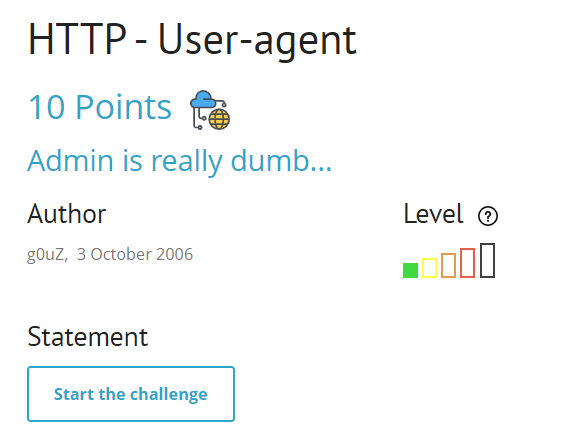 HTTP - User-agent
10 Points
Admin is really dumb...
Author
Level ?
g0uZ, 3 October 2006
Statement
Start the challenge